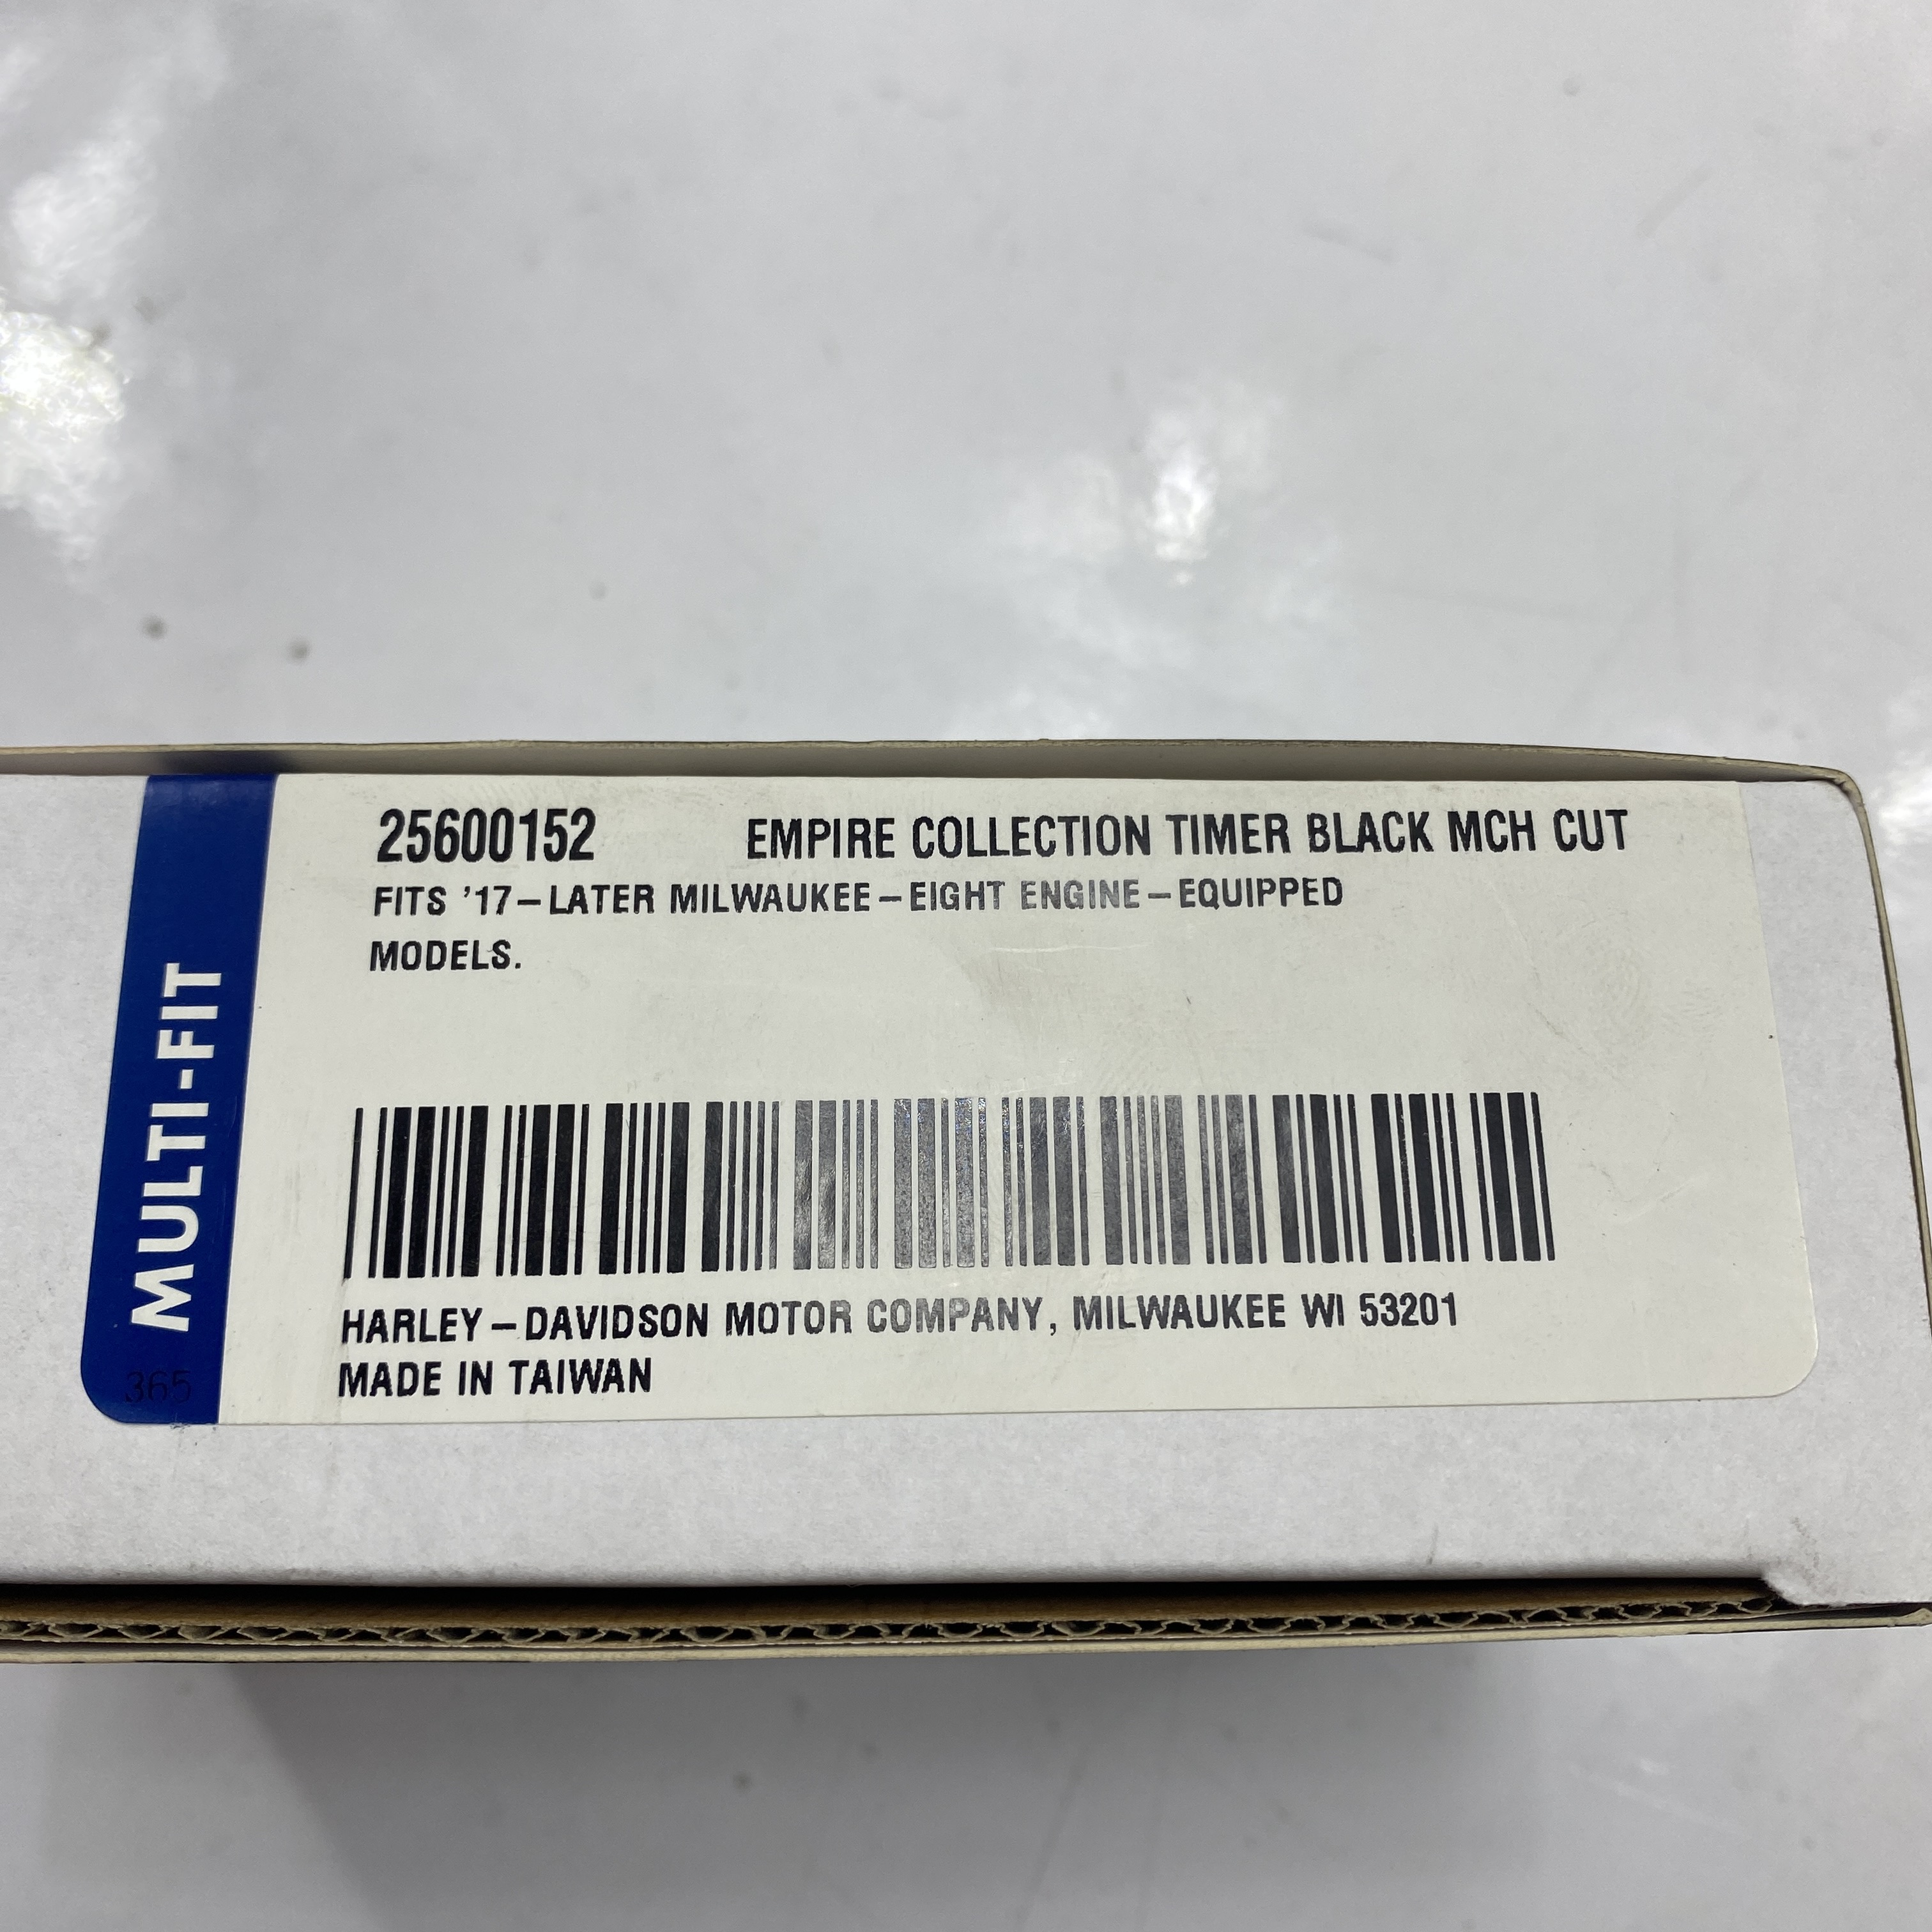 25600152 EMPIRE COLLECTION TIMER BLACK MCH CUT
FITS '17-LATER MILWAUKEE-EIGHT ENGINE-EQUIPPED
MODELS.
HARLEY-DAVIDSON MOTOR COMPANY, MILWAUKEE WI 53201
MADE IN TAIWAN
MULTI-FIT
365